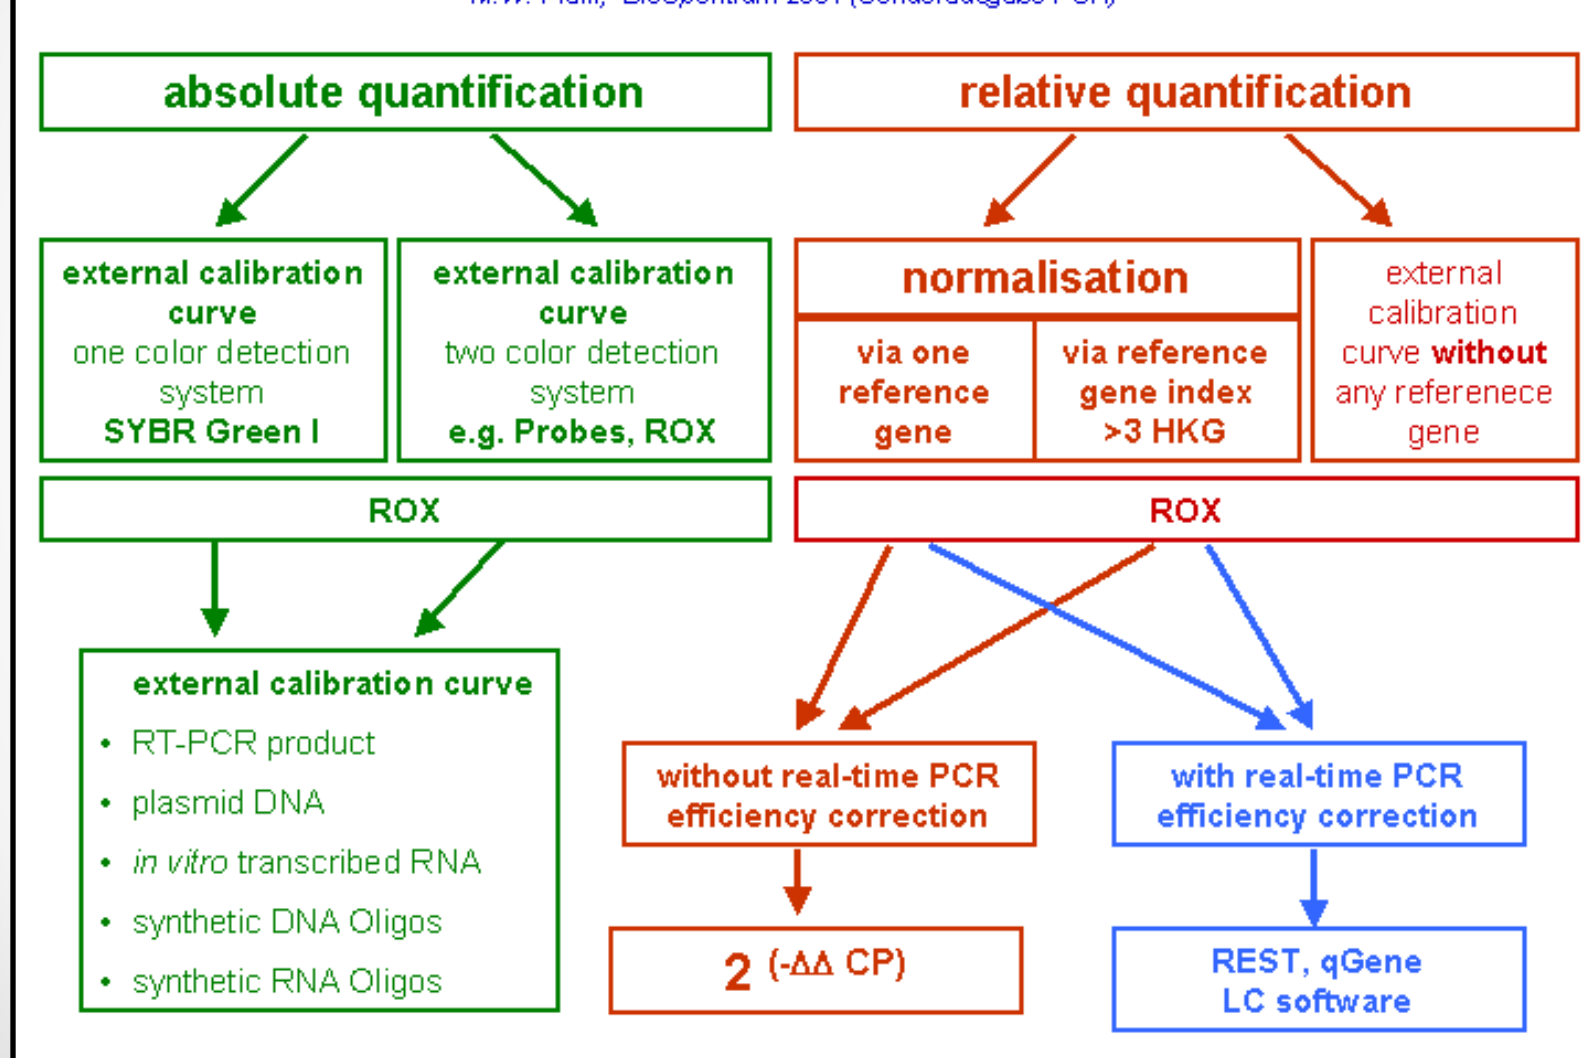 2004 (Sonderausgabe PCR)
absolute quantification
relative quantification
external calibration
curve
one color detection
system
SYBR Green I
external calibration
curve
two color detection
system
e.g. Probes, ROX
normalisation
via one
reference
gene
via reference
gene index
>3 HKG
external
calibration
curve without
any referenece
gene
ROX
ROX
external calibration curve
• RT-PCR product
• plasmid DNA
• in vitro transcribed RNA
• synthetic DNA Oligos
• synthetic RNA Oligos
without real-time PCR
efficiency correction
with real-time PCR
efficiency correction
2 (-ΔΔ CP)
REST, qGene
LC software